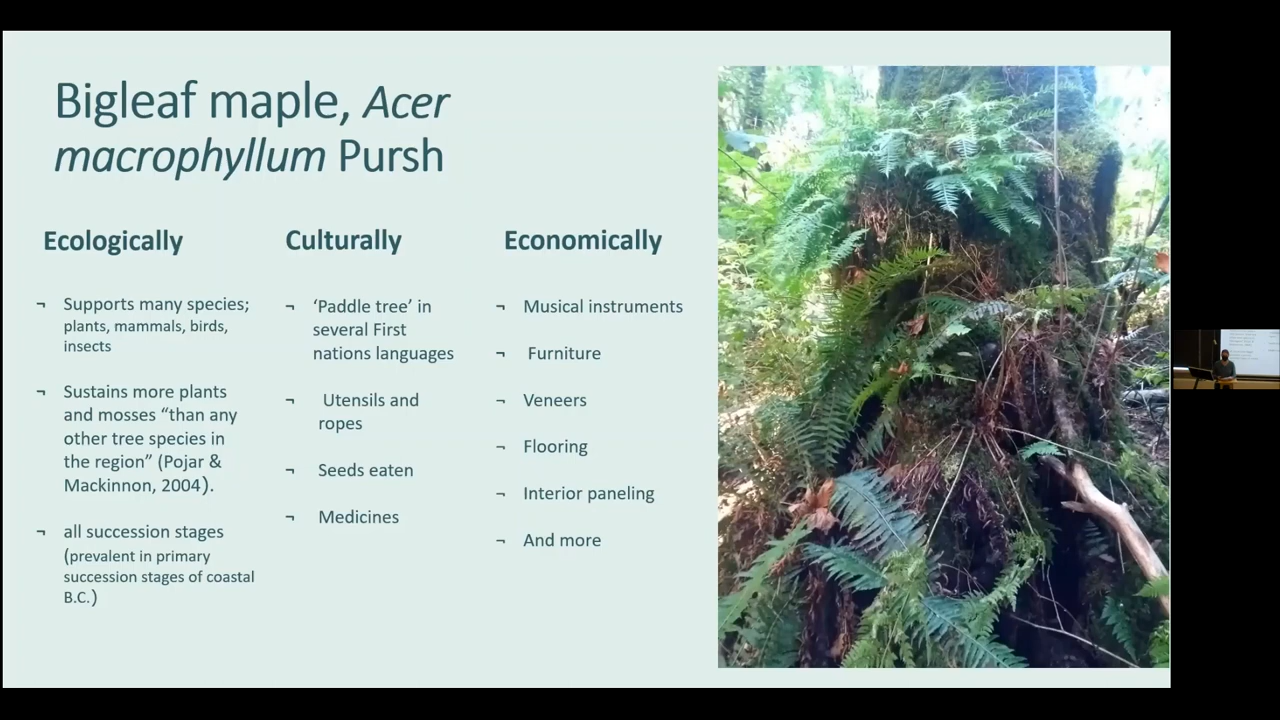 Bigleaf maple, Acer
macrophyllum Pursh
Ecologically
¬ Supports many species;
plants, mammals, birds,
insects
¬ Sustains more plants
and mosses “than any
other tree species in
the region” (Pojar &
Mackinnon, 2004).
¬ all succession stages
(prevalent in primary
succession stages of coastal
B.C.)
Culturally
¬ ‘Paddle tree’ in
several First
nations languages
¬ Utensils and
ropes
¬ Seeds eaten
¬ Medicines
Economically
¬ Musical instruments
¬ Furniture
¬ Veneers
¬ Flooring
¬ Interior paneling
¬ And more